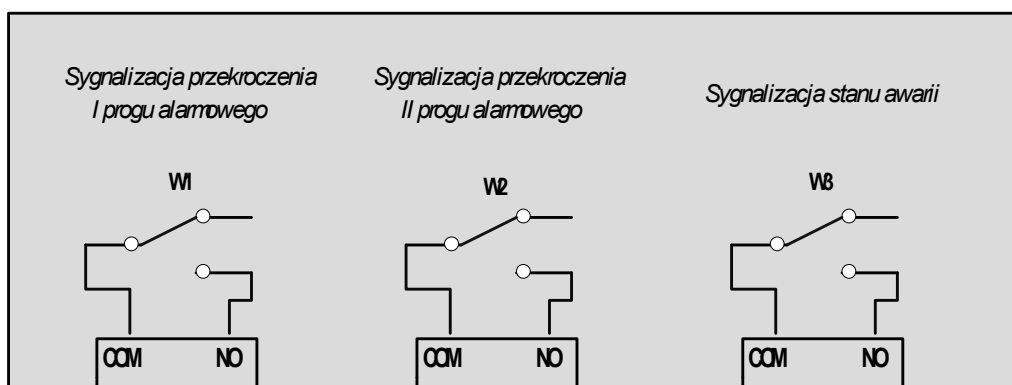 Sygnalizacja przekroczenia
I progu alarmowego
Sygnalizacja przekroczenia
II progu alarmowego
Sygnalizacja stanu awarii
W1
W2
W3
COM NO
COM NO
COM NO